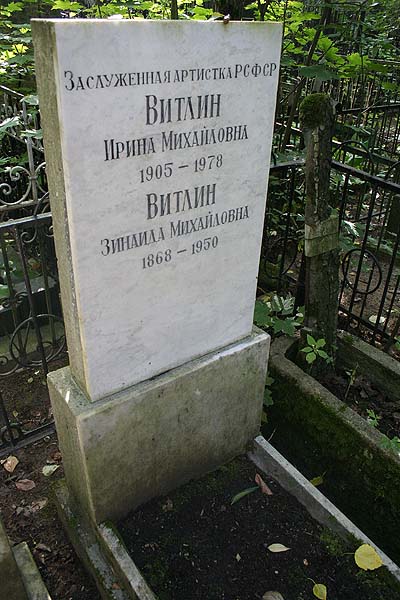 Заслуженная артистка РСФСР
Витлин
Ирина Михайловна
1905 – 1978
Витлин
Зинаида Михайловна
1868 – 1950